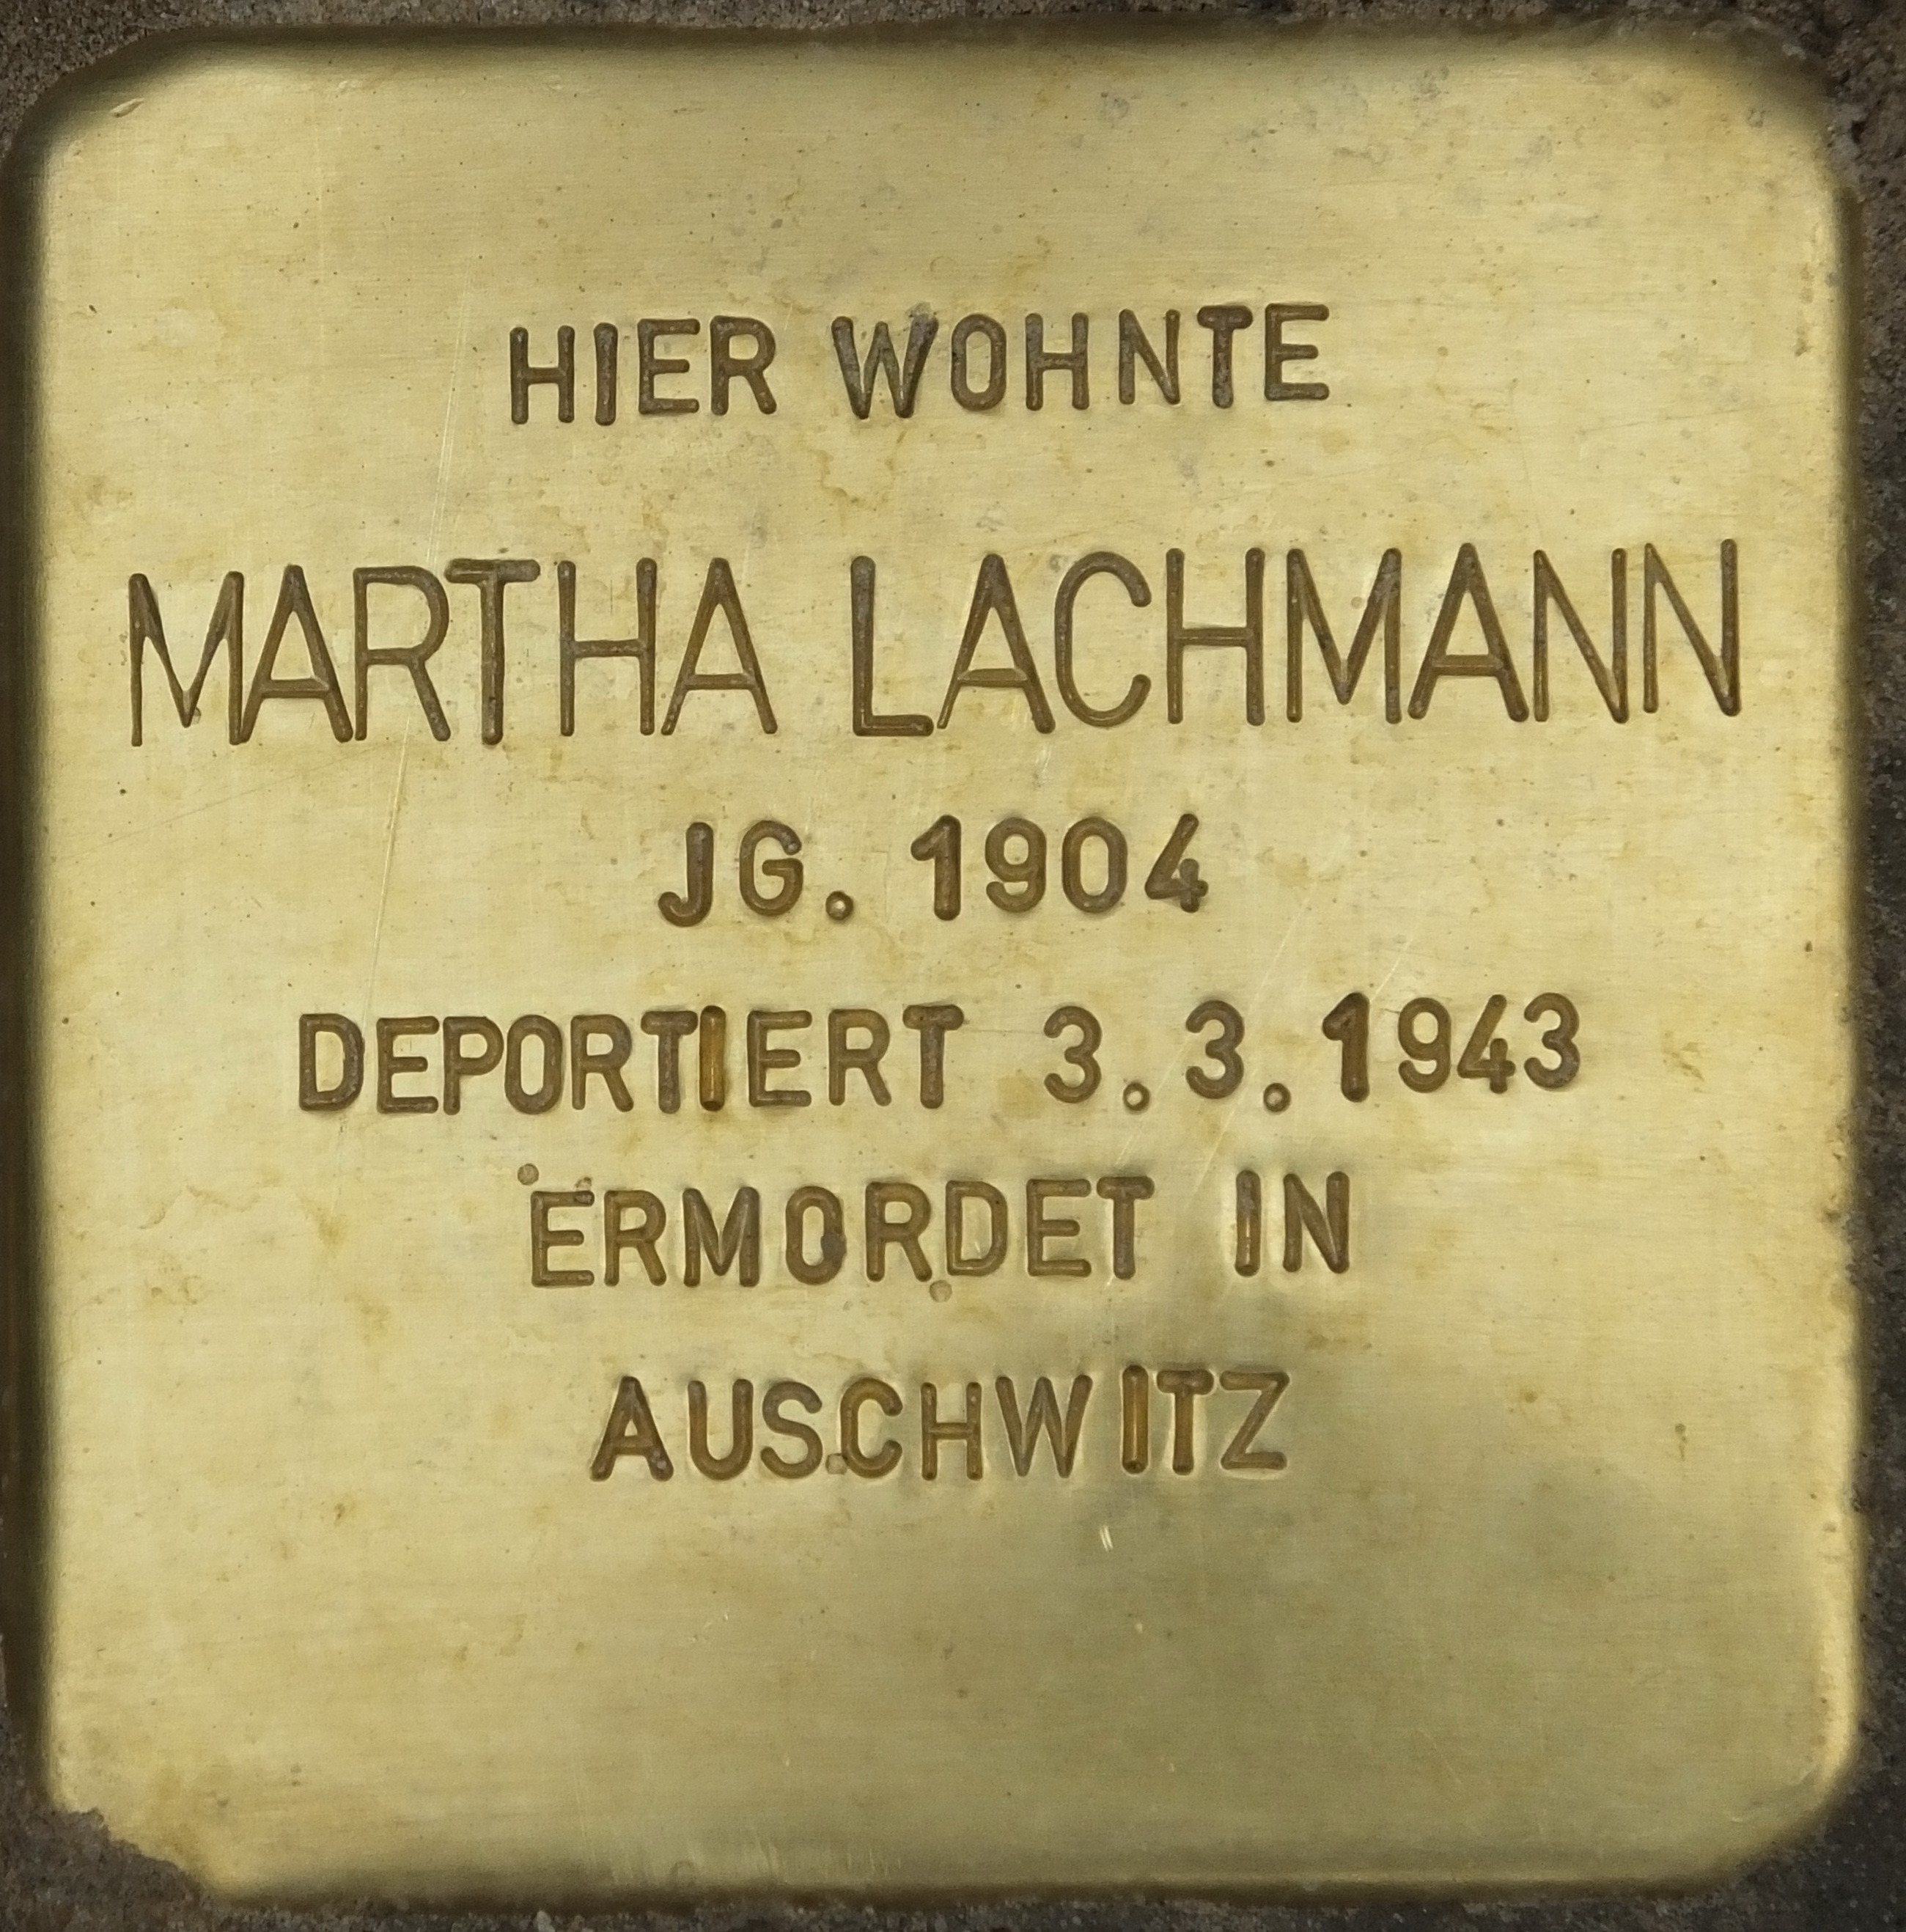 HIER WOHNTE
MARTHA LACHMANN
JG. 1904
DEPORTIERT 3.3.1943
ERMORDET IN
AUSCHWITZ